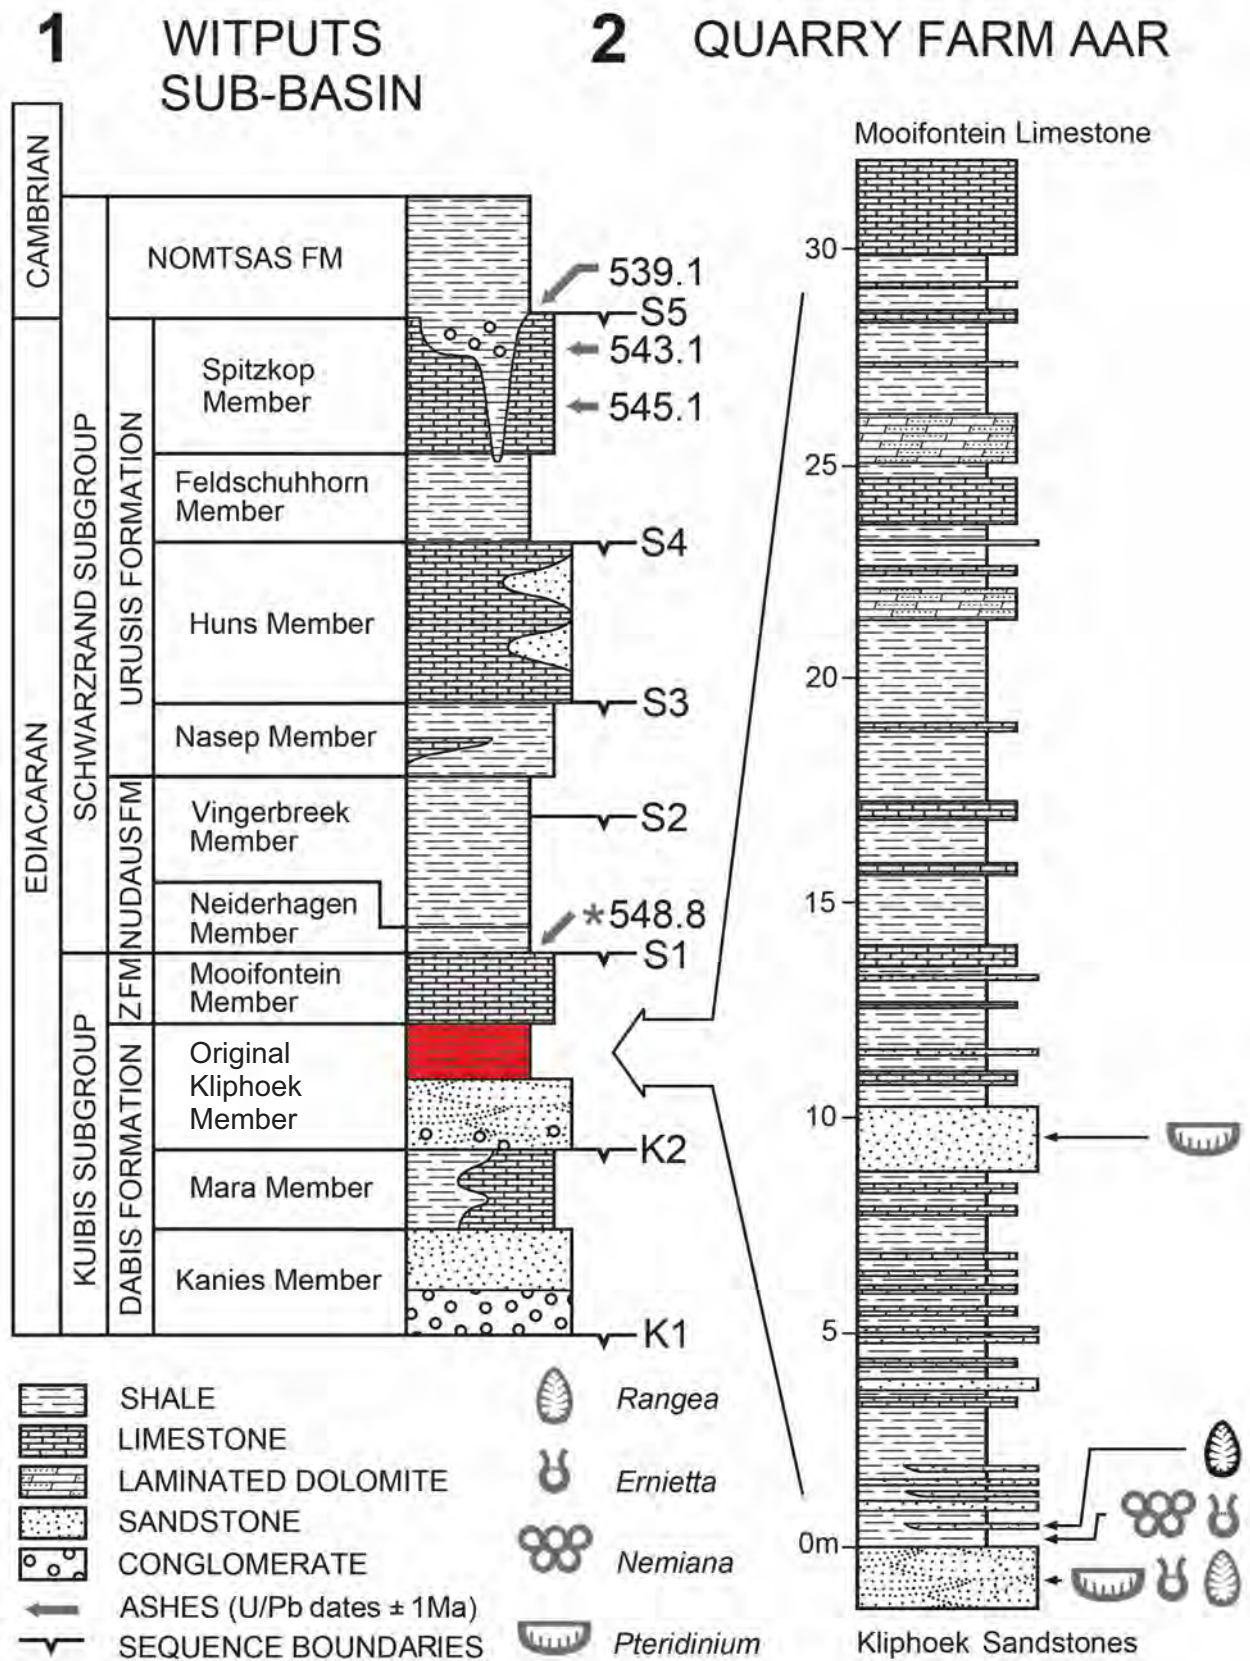 1 WITPUTS
SUB-BASIN
2 QUARRY FARM AAR
CAMBRIAN
EDIACARAN
SCHWARZRAND SUBGROUP
KUIBIS SUBGROUP
URUSIS FORMATION
NUDAUSFM
ZFM
DABIS FORMATION
NOMTSAS FM
Spitzkop
Member
Feldschuhhorn
Member
Huns Member
Nasep Member
Vingerbreek
Member
Neiderhagen
Member
Mooifontein
Member
Original
Kliphoek
Member
Mara Member
Kanies Member
539.1
S5
543.1
545.1
S4
S3
S2
*548.8
S1
K2
K1
Mooifontein Limestone
30
25
20
15
10
5
0m
Kliphoek Sandstones
SHALE
LIMESTONE
LAMINATED DOLOMITE
SANDSTONE
CONGLOMERATE
ASHES (U/Pb dates ± 1Ma)
SEQUENCE BOUNDARIES
Rangea
Ernietta
Nemiana
Pteridinium